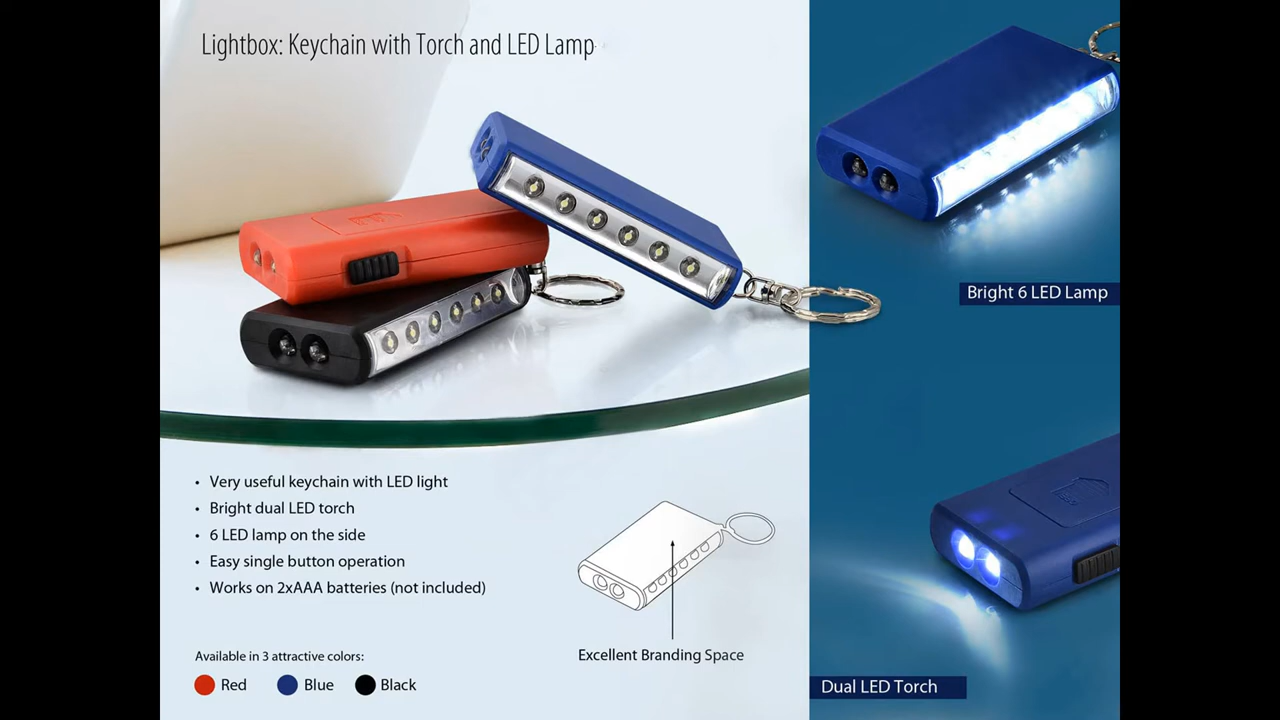 Lightbox: Keychain with Torch and LED Lamp
Bright 6 LED Lamp
• Very useful keychain with LED light
• Bright dual LED torch
• 6 LED lamp on the side
• Easy single button operation
• Works on 2xAAA batteries (not included)
Excellent Branding Space
Available in 3 attractive colors:
Red Blue Black
Dual LED Torch